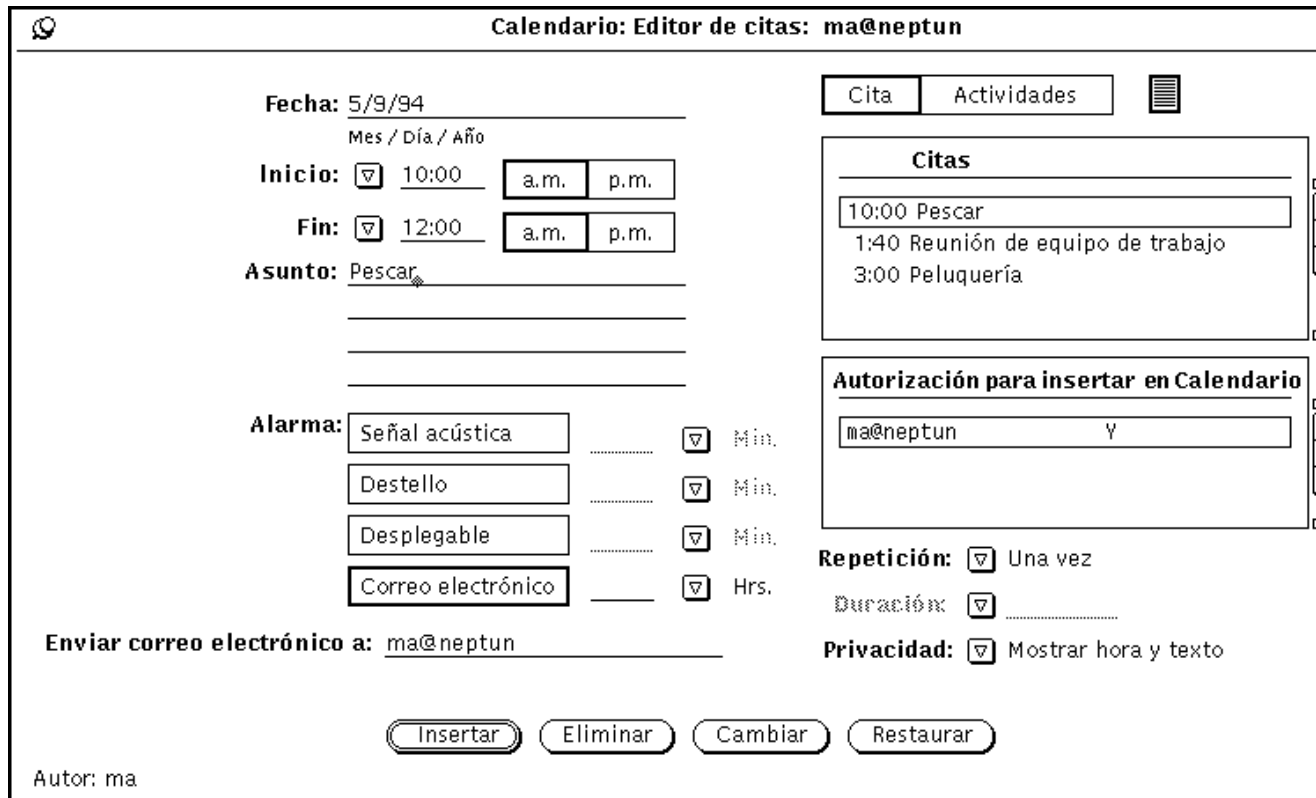 Calendario: Editor de citas: ma@neptun
Fecha: 5/9/94
Mes / Día / Año
Inicio: 10:00 a.m. p.m.
Fin: 12:00 a.m. p.m.
Asunto: Pescar
Alarma: Señal acústica Min.
Destello Min.
Desplegable Min.
Correo electrónico Hrs.
Enviar correo electrónico a: ma@neptun
Cita Actividades
Citas
10:00 Pescar
1:40 Reunión de equipo de trabajo
3:00 Peluquería
Autorización para insertar en Calendario
ma@neptun Y
Repetición: Una vez
Duración:
Privacidad: Mostrar hora y texto
Insertar Eliminar Cambiar Restaurar
Autor: ma